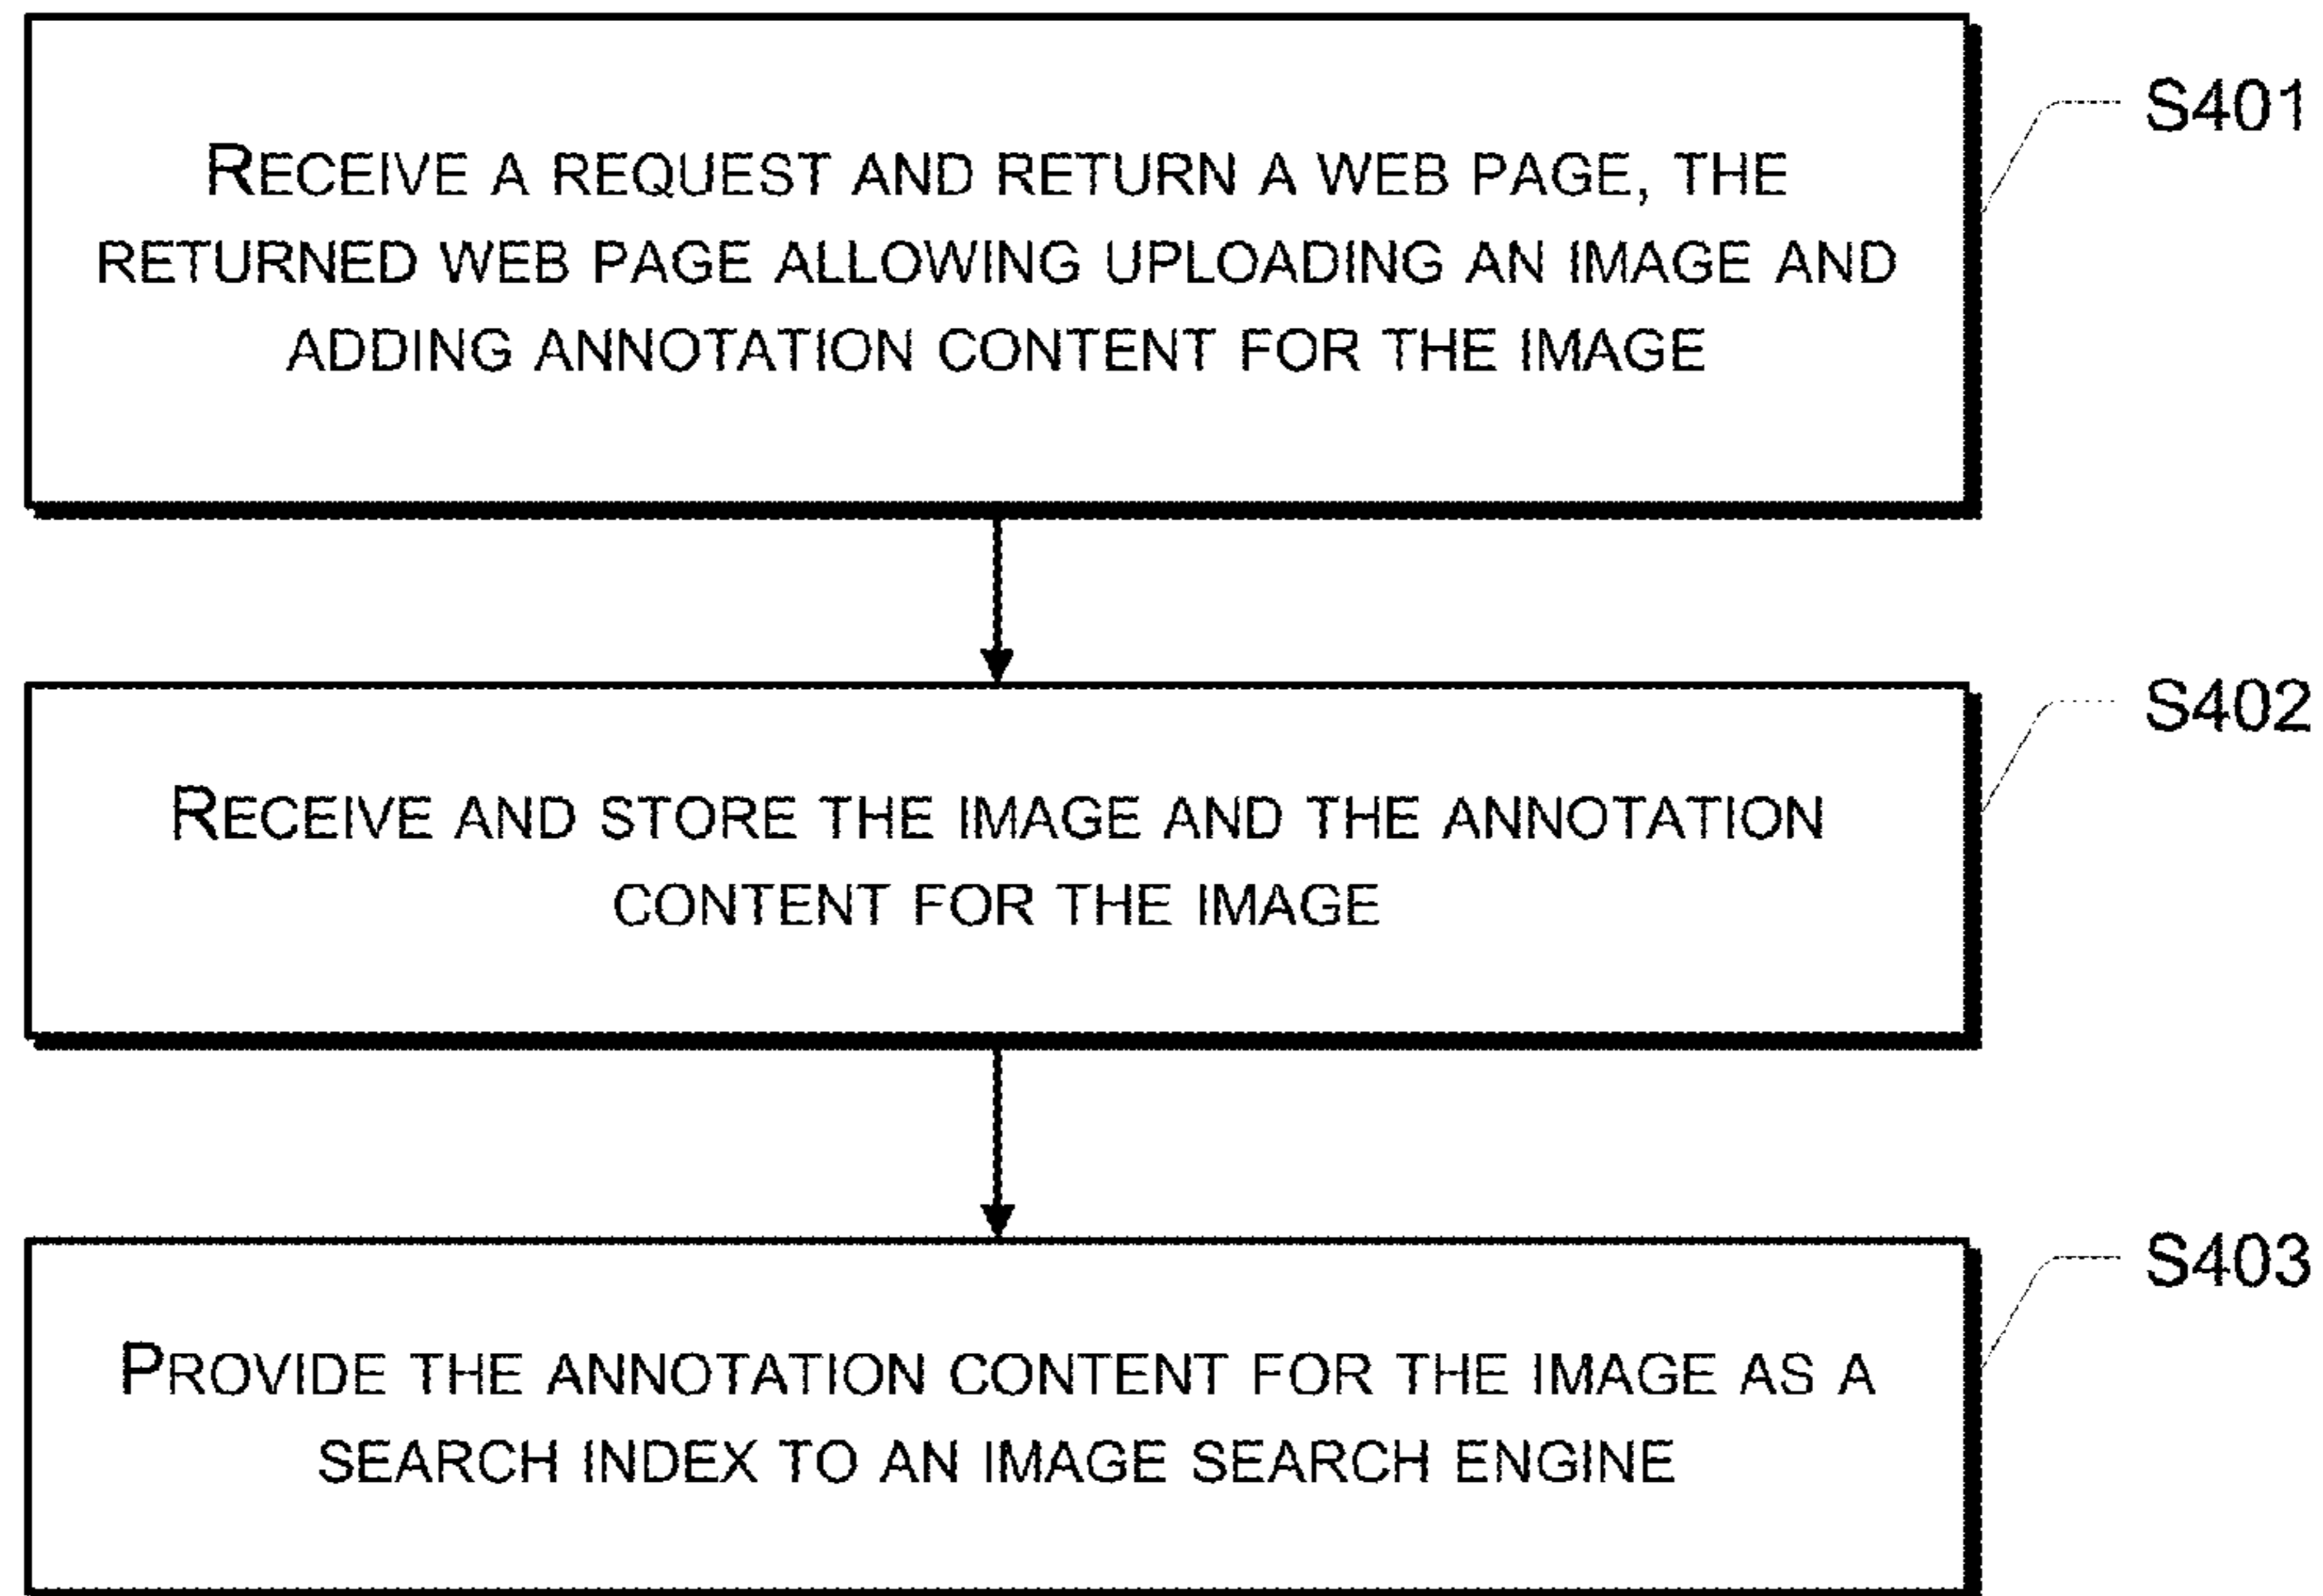 RECEIVE A REQUEST AND RETURN A WEB PAGE, THE
RETURNED WEB PAGE ALLOWING UPLOADING AN IMAGE AND
ADDING ANNOTATION CONTENT FOR THE IMAGE
S401
RECEIVE AND STORE THE IMAGE AND THE ANNOTATION
CONTENT FOR THE IMAGE
S402
PROVIDE THE ANNOTATION CONTENT FOR THE IMAGE AS A
SEARCH INDEX TO AN IMAGE SEARCH ENGINE
S403